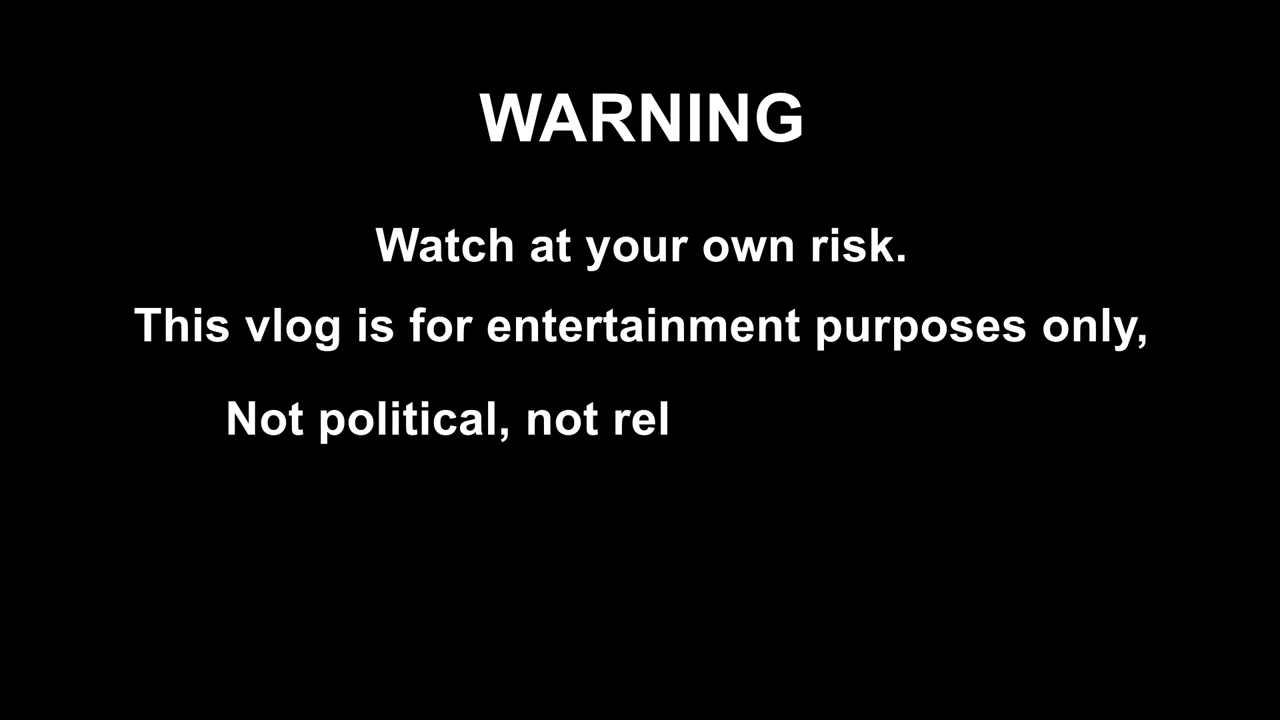 WARNING
Watch at your own risk.
This vlog is for entertainment purposes only,
Not political, not rel